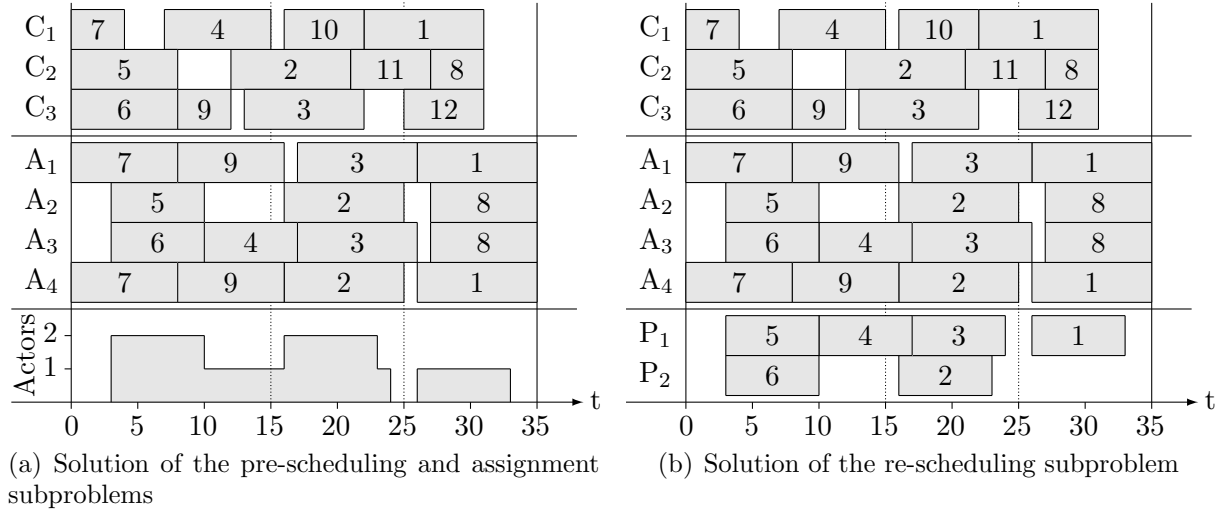 C1 7 4 10 1
C2 5 2 11 8
C3 6 9 3 12
A1 7 9 3 1
A2 5 2 8
A3 6 4 3 8
A4 7 9 2 1
Actors 2 1
t
0 5 10 15 20 25 30 35
(a) Solution of the pre-scheduling and assignment
subproblems
C1 7 4 10 1
C2 5 2 11 8
C3 6 9 3 12
A1 7 9 3 1
A2 5 2 8
A3 6 4 3 8
A4 7 9 2 1
P1 5 4 3 1
P2 6 2
t
0 5 10 15 20 25 30 35
(b) Solution of the re-scheduling subproblem